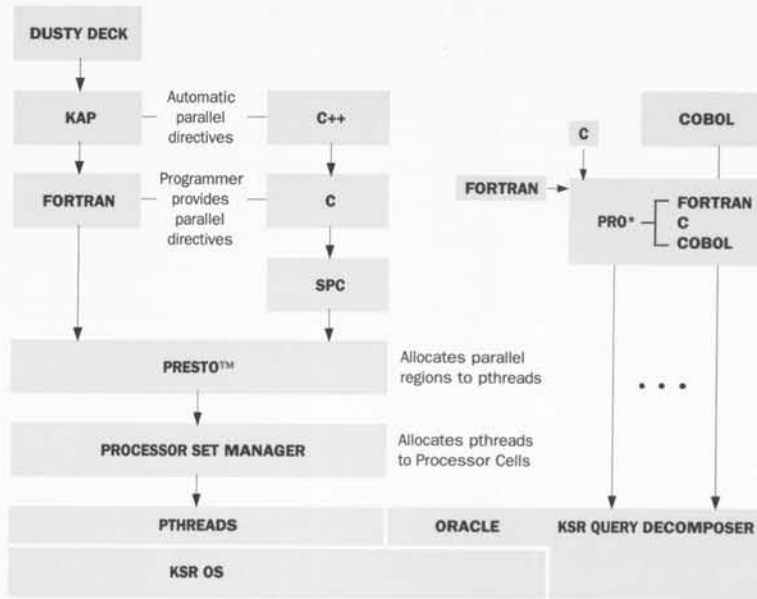 DUSTY DECK
KAP
Automatic
parallel
directives
C++
C
COBOL
FORTRAN
Programmer
provides
parallel
directives
C
FORTRAN
PRO*
FORTRAN
C
COBOL
SPC
PRESTO™
Allocates parallel
regions to pthreads
• • •
PROCESSOR SET MANAGER
Allocates pthreads
to Processor Cells
PTHREADS
ORACLE
KSR QUERY DECOMPOSER
KSR OS